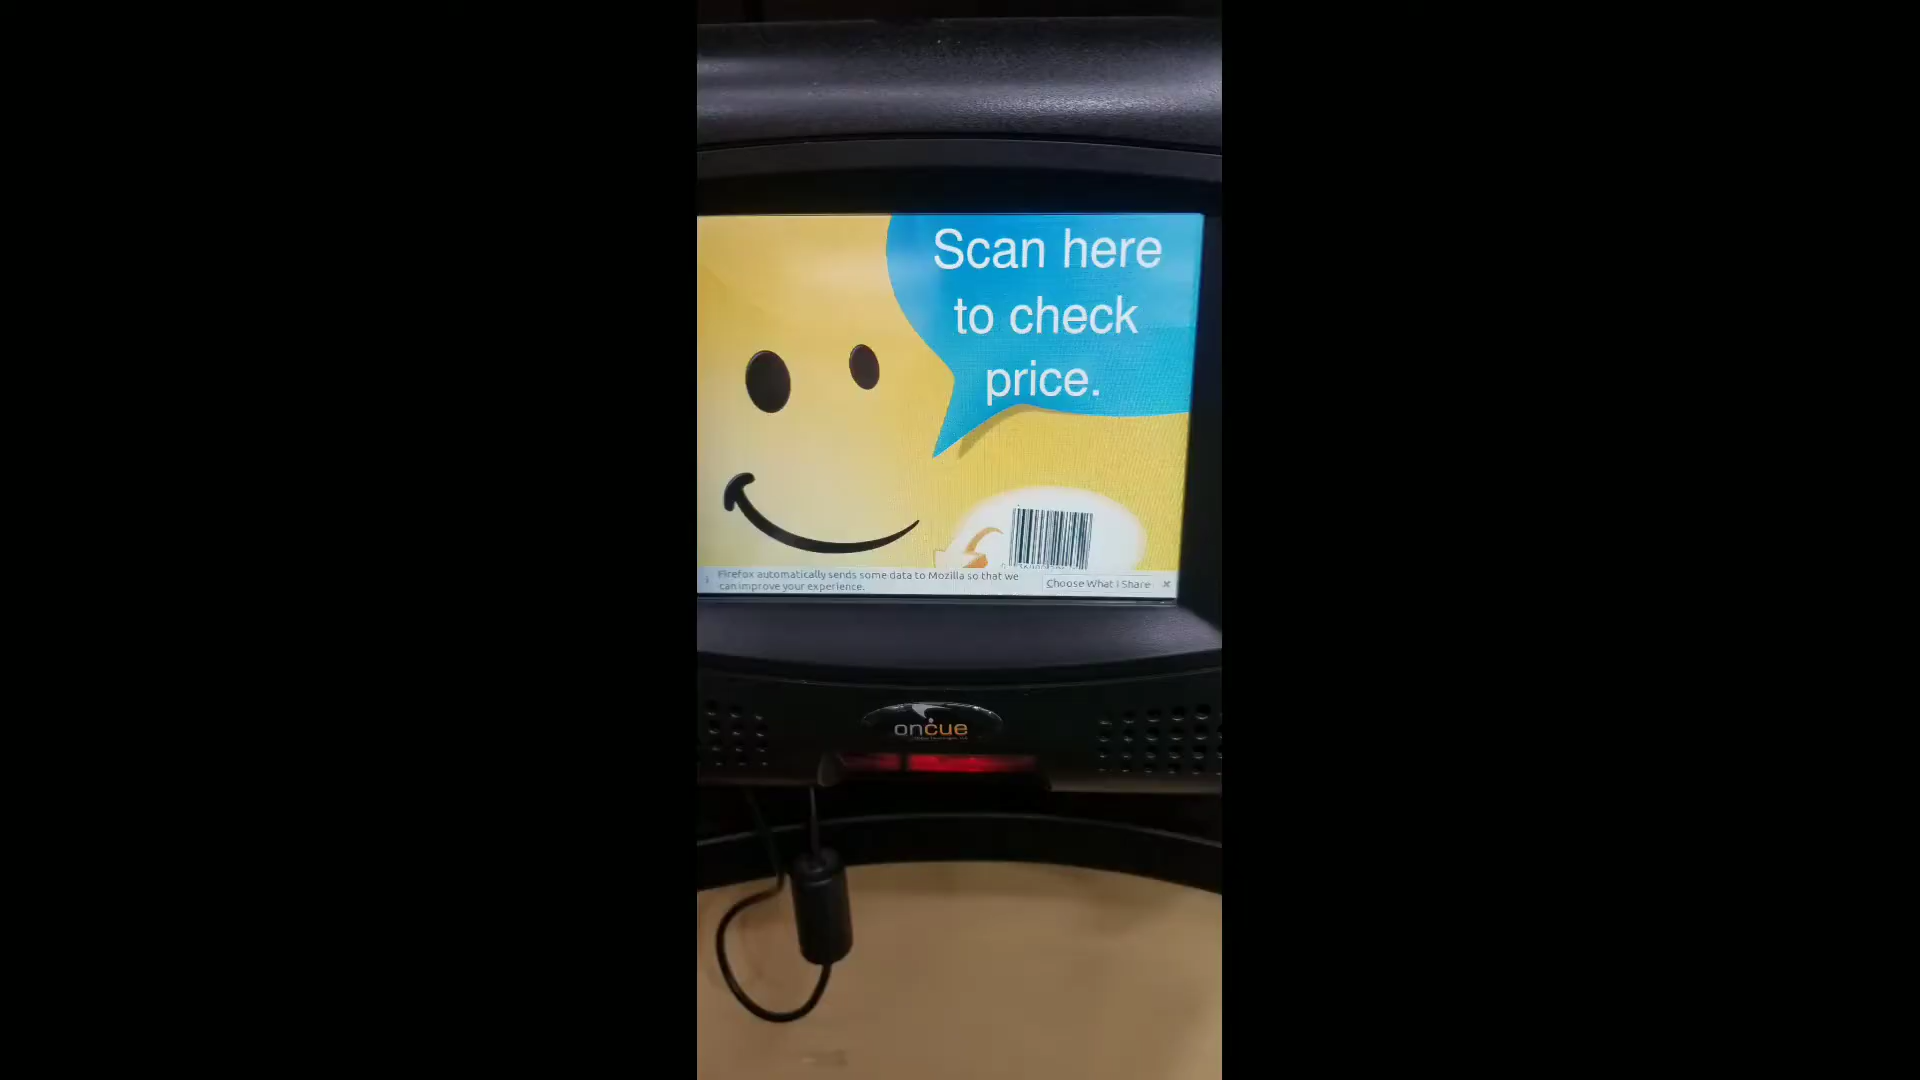 Scan here
to check
price.
Firefox automatically sends some data to Mozilla so that we
can improve your experience.
Choose What I Share
oncue